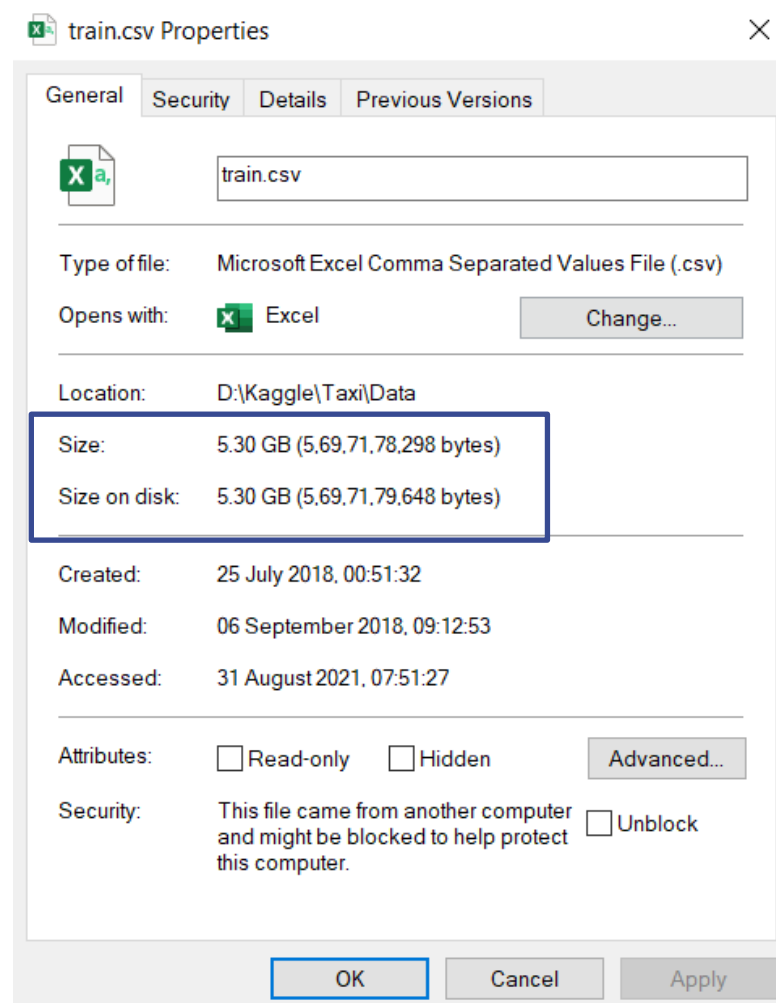 train.csv Properties
General Security Details Previous Versions
train.csv
Type of file: Microsoft Excel Comma Separated Values File (.csv)
Opens with: Excel Change...
Location: D:\Kaggle\Taxi\Data
Size: 5.30 GB (5,69,71,78,298 bytes)
Size on disk: 5.30 GB (5,69,71,79,648 bytes)
Created: 25 July 2018, 00:51:32
Modified: 06 September 2018, 09:12:53
Accessed: 31 August 2021, 07:51:27
Attributes: Read-only Hidden Advanced...
Security: This file came from another computer
and might be blocked to help protect
this computer.
Unblock
OK Cancel Apply